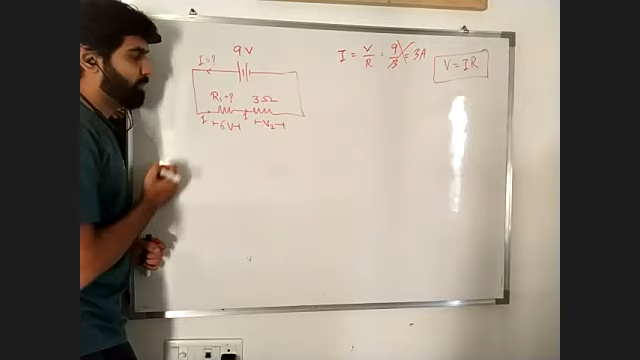 9V
I=?
R₁=? 3Ω
I I
6V V₂
I = V/R = 9/3 = 3A
V = IR